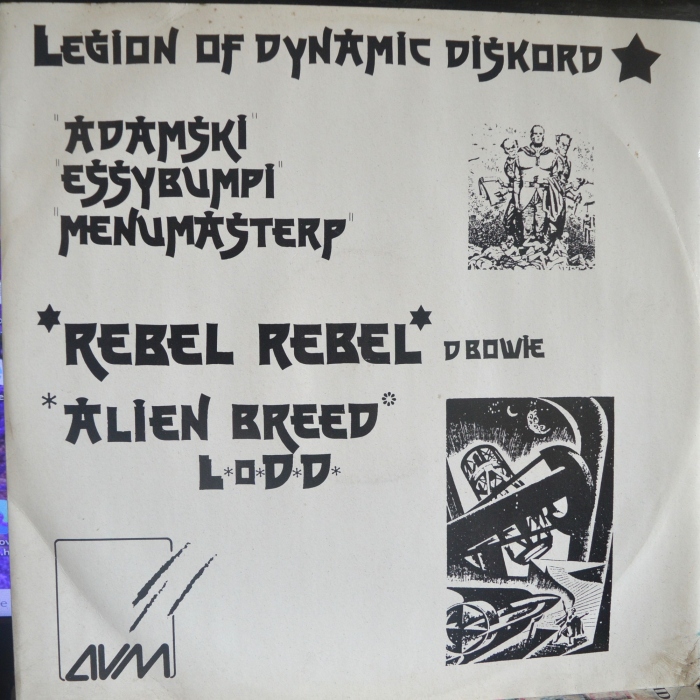 LEGION OF DYNAMIC DISKORD
"ADAMSKI"
"ESSYBUMPI"
"MENUMASTERP"
*REBEL REBEL* D BOWIE
*ALIEN BREED*
L*O*D*D*
AVM